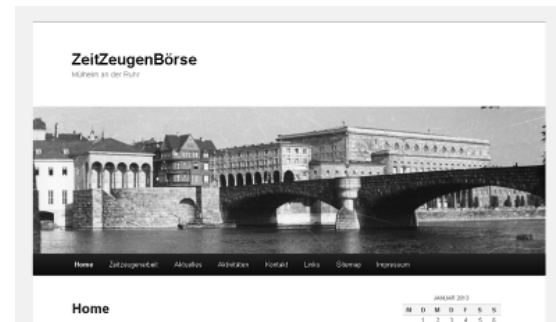 ZeitZeugenBörse
Mülheim an der Ruhr
Home Zeitzeugenarbeit Aktuelles Aktivitäten Kontakt Links Sitemap Impressum
Home
JANUAR 2013
M D M D F S S
1 2 3 4 5 6